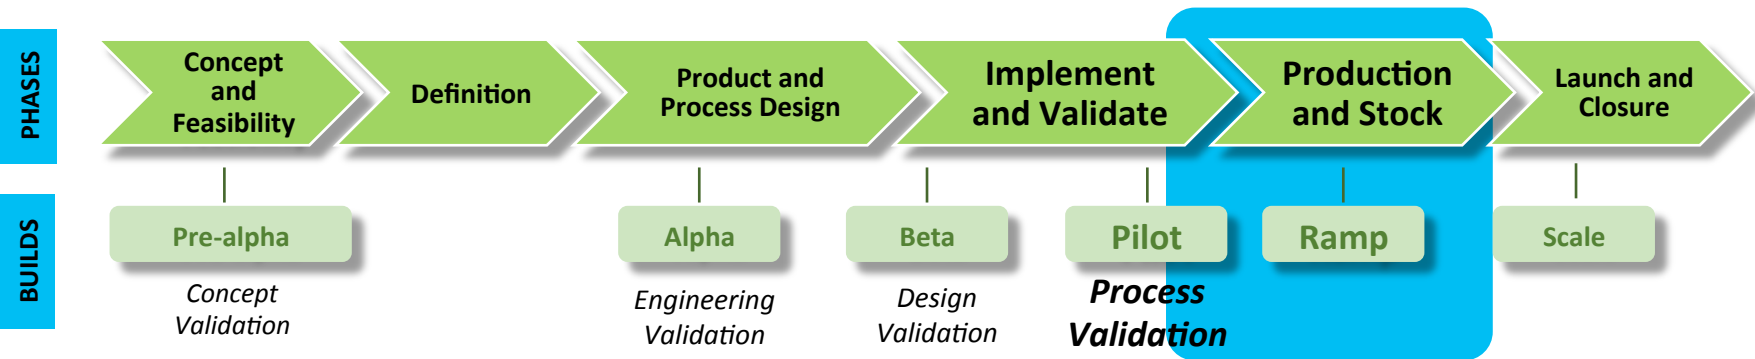 PHASES
Concept
and
Feasibility
Definition
Product and
Process Design
Implement
and Validate
Production
and Stock
Launch and
Closure
BUILDS
Pre-alpha
Alpha
Beta
Pilot
Ramp
Scale
Concept
Validation
Engineering
Validation
Design
Validation
Process
Validation